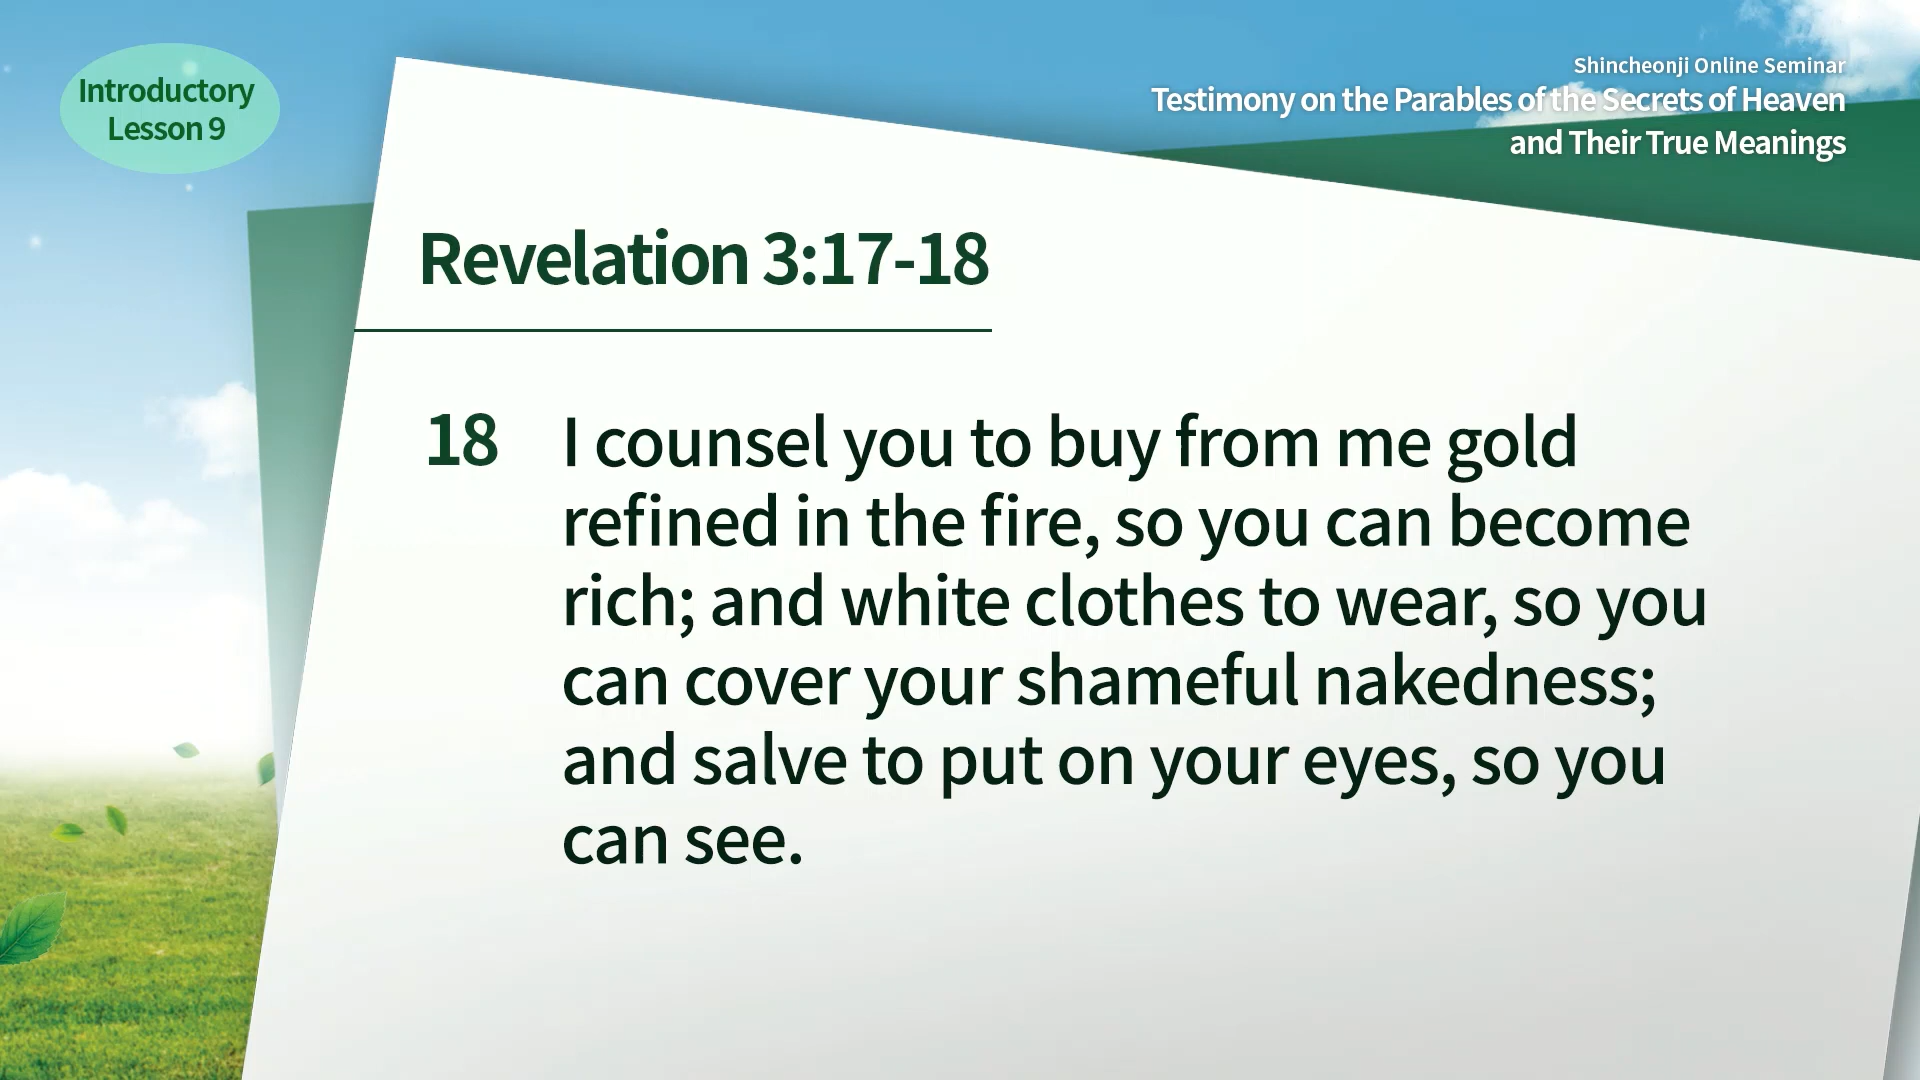 Introductory
Lesson 9
Shincheonji Online Seminar
Testimony on the Parables of the Secrets of Heaven
and Their True Meanings
Revelation 3:17-18
18 I counsel you to buy from me gold
refined in the fire, so you can become
rich; and white clothes to wear, so you
can cover your shameful nakedness;
and salve to put on your eyes, so you
can see.